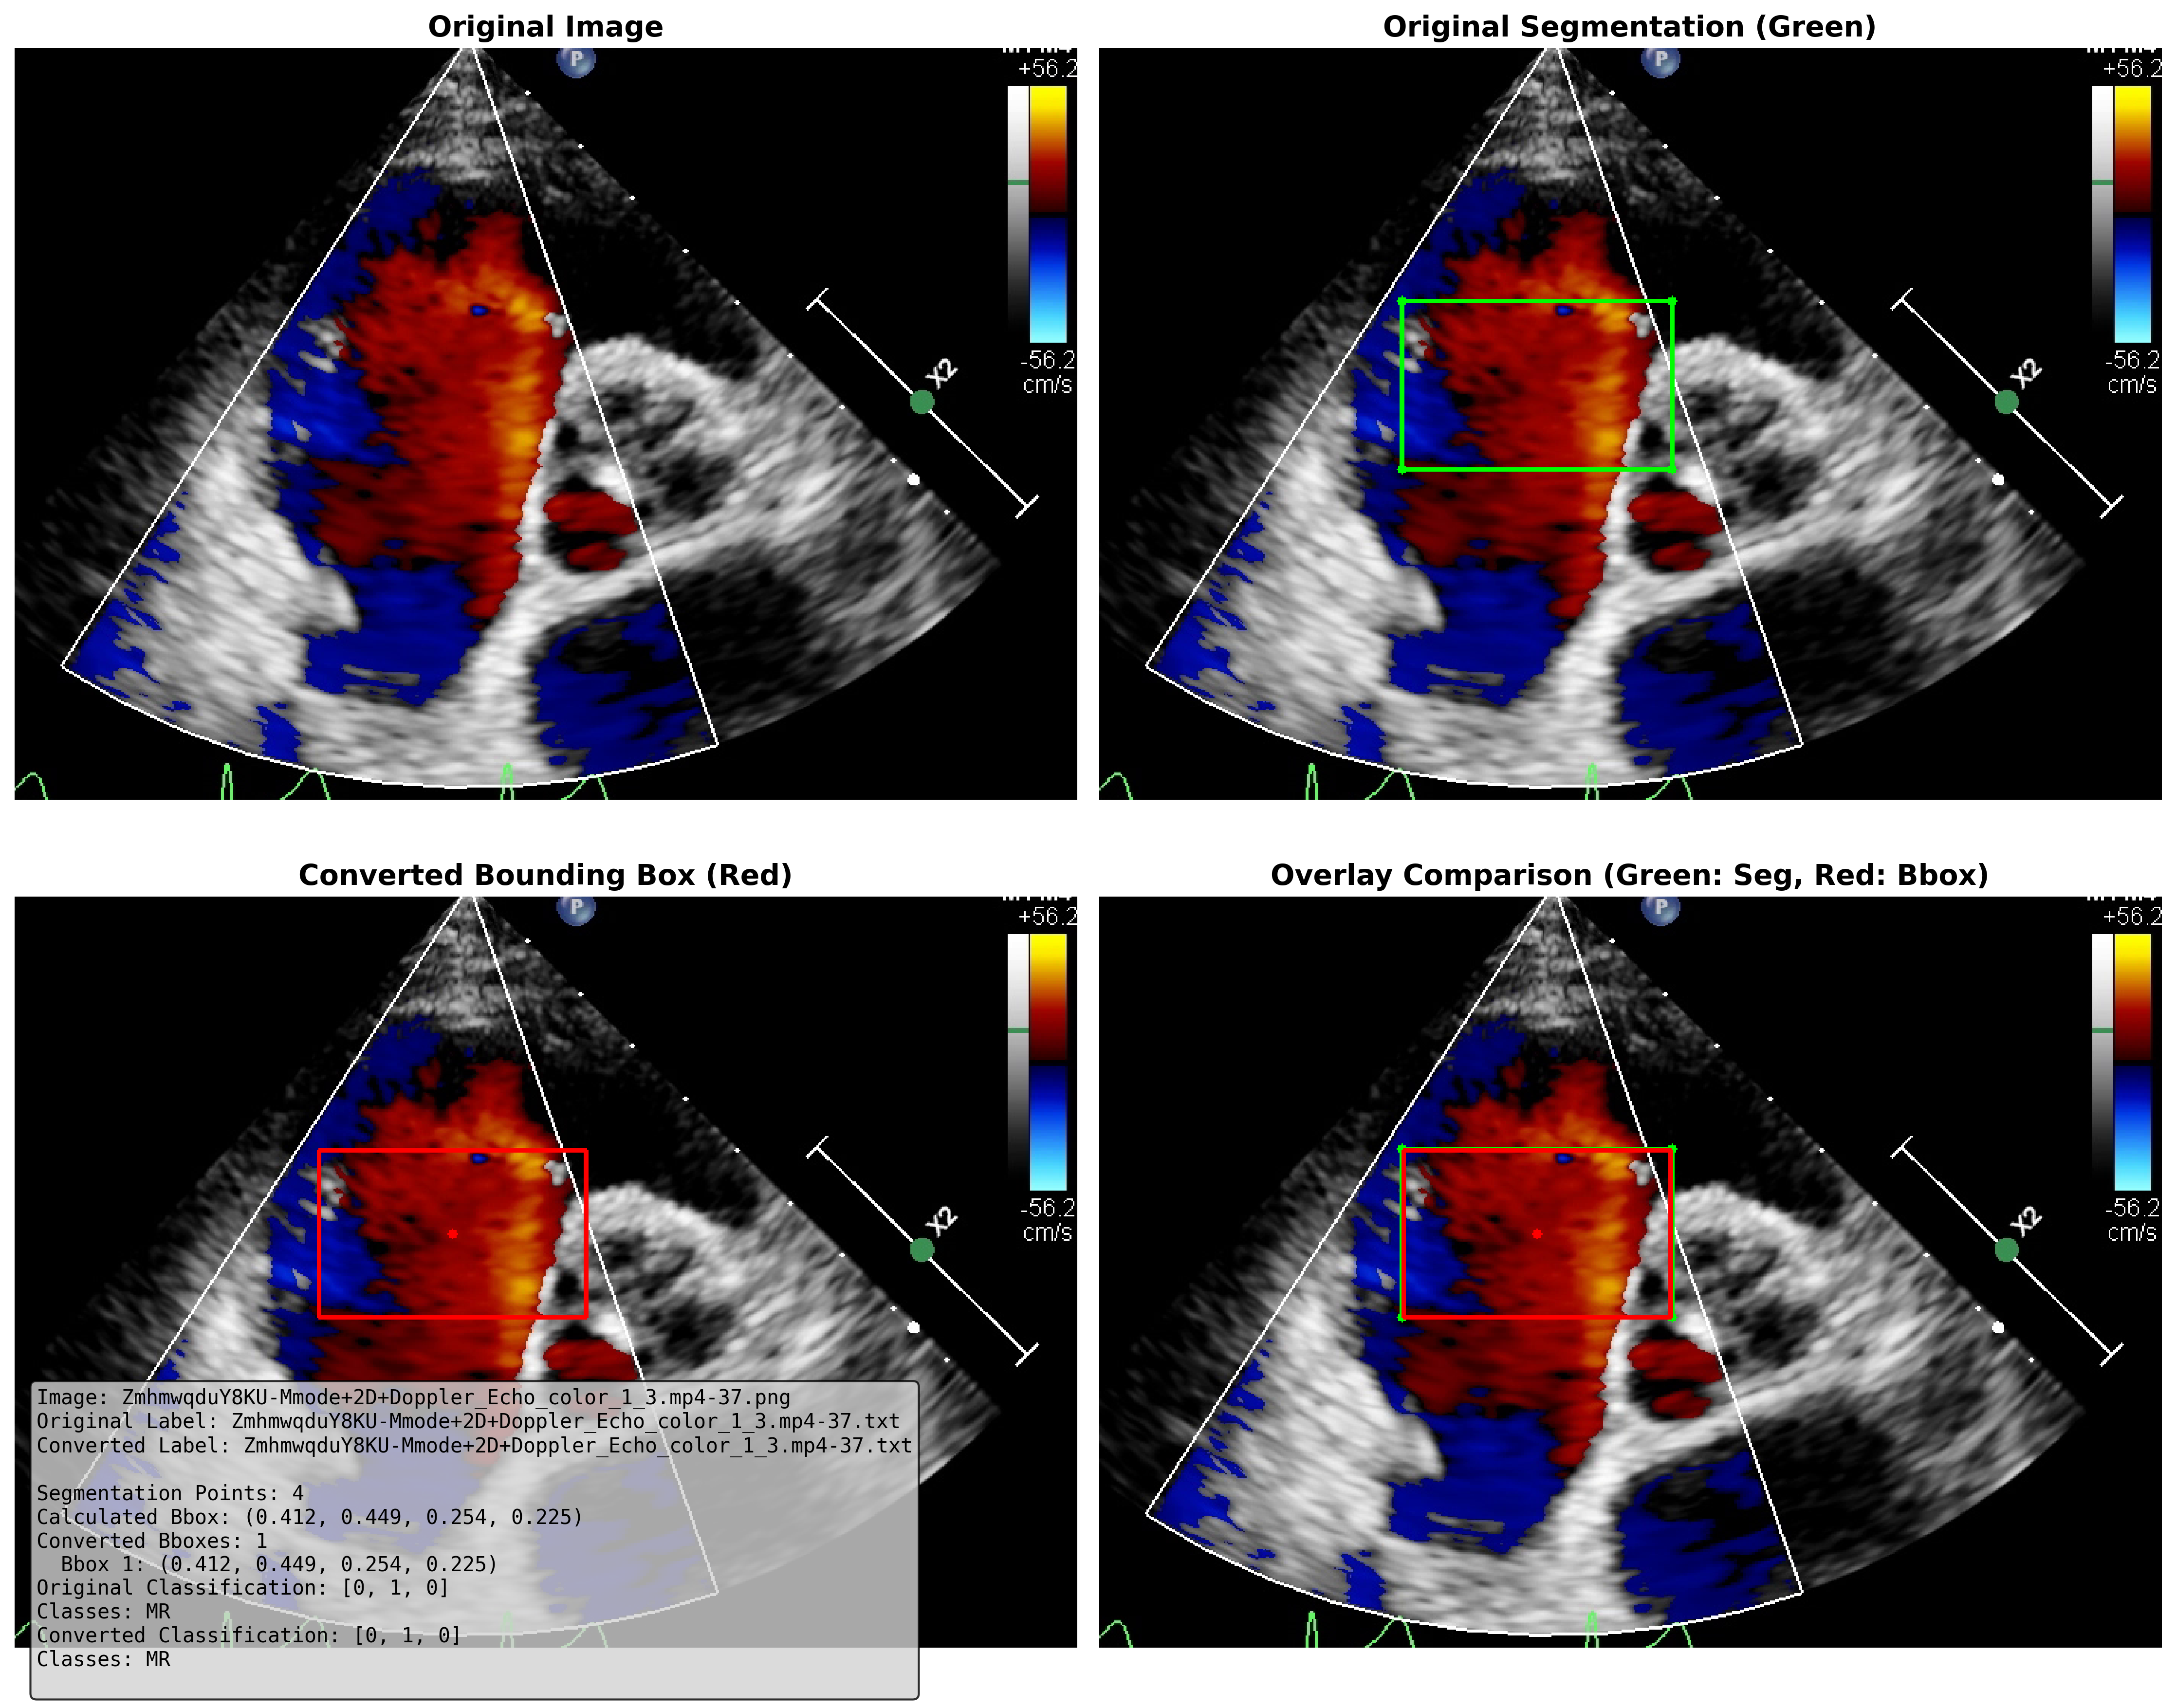 Original Image
Original Segmentation (Green)
P
+56.2
X2
-56.2
cm/s
P
+56.2
X2
-56.2
cm/s
Converted Bounding Box (Red)
Overlay Comparison (Green: Seg, Red: Bbox)
P
+56.2
X2
-56.2
cm/s
P
+56.2
X2
-56.2
cm/s
Image: ZmhmwqduY8KU-Mmode+2D+Doppler_Echo_color_1_3.mp4-37.png
Original Label: ZmhmwqduY8KU-Mmode+2D+Doppler_Echo_color_1_3.mp4-37.txt
Converted Label: ZmhmwqduY8KU-Mmode+2D+Doppler_Echo_color_1_3.mp4-37.txt
Segmentation Points: 4
Calculated Bbox: (0.412, 0.449, 0.254, 0.225)
Converted Bboxes: 1
Bbox 1: (0.412, 0.449, 0.254, 0.225)
Original Classification: [0, 1, 0]
Classes: MR
Converted Classification: [0, 1, 0]
Classes: MR